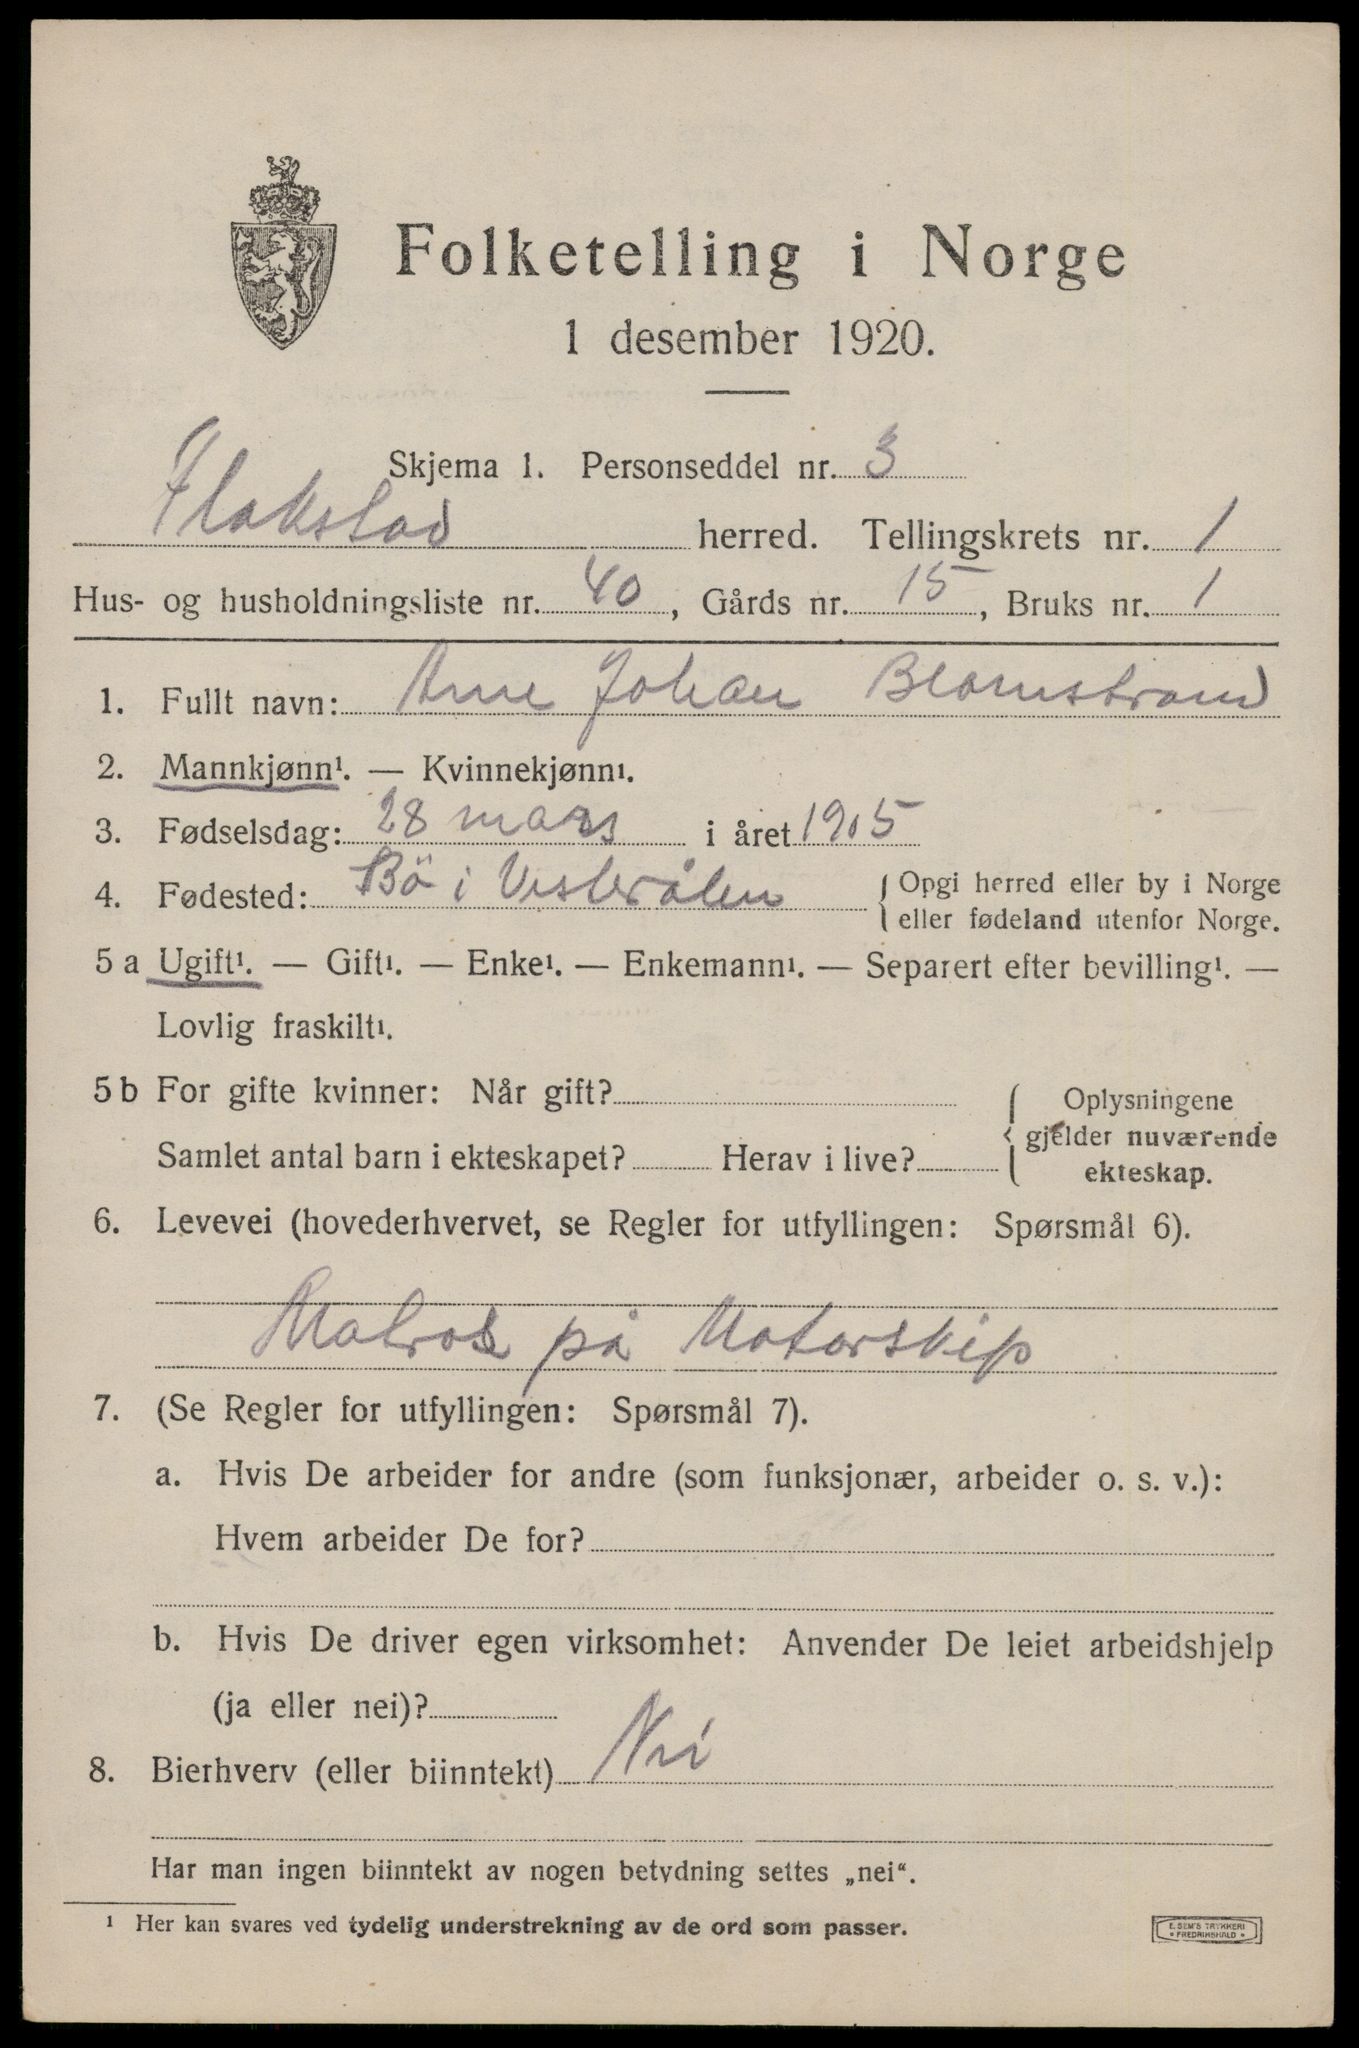 Folketelling i Norge
1 desember 1920.
Skjema 1. Personseddel nr. 3
Flakstad herred. Tellingskrets nr. 1
Hus- og husholdningsliste nr. 40, Gårds nr. 15, Bruks nr. 1
1. Fullt navn: Arne Johan Blomstrand
2. Mannkjønn¹. — Kvinnekjønn¹.
3. Fødselsdag: 28 mars i året 1905
4. Fødested: Bö i Vesterålen { Opgi herred eller by i Norge
eller fødeland utenfor Norge.
5 a Ugift¹. — Gift¹. — Enke¹. — Enkemann¹. — Separert efter bevilling¹. —
Lovlig fraskilt¹.
5 b For gifte kvinner: Når gift?
Samlet antal barn i ekteskapet? Herav i live?
{ Oplysningene
gjelder nuværende
ekteskap.
6. Levevei (hovederhvervet, se Regler for utfyllingen: Spørsmål 6).
Matros på Motorskip
7. (Se Regler for utfyllingen: Spørsmål 7).
a. Hvis De arbeider for andre (som funksjonær, arbeider o. s. v.):
Hvem arbeider De for?
b. Hvis De driver egen virksomhet: Anvender De leiet arbeidshjelp
(ja eller nei)?
8. Bierhverv (eller biinntekt) Nei
Har man ingen biinntekt av nogen betydning settes „nei“.
¹ Her kan svares ved tydelig understrekning av de ord som passer.
E. SEM'S TRYKKERI
• FREDRIKSHALD •